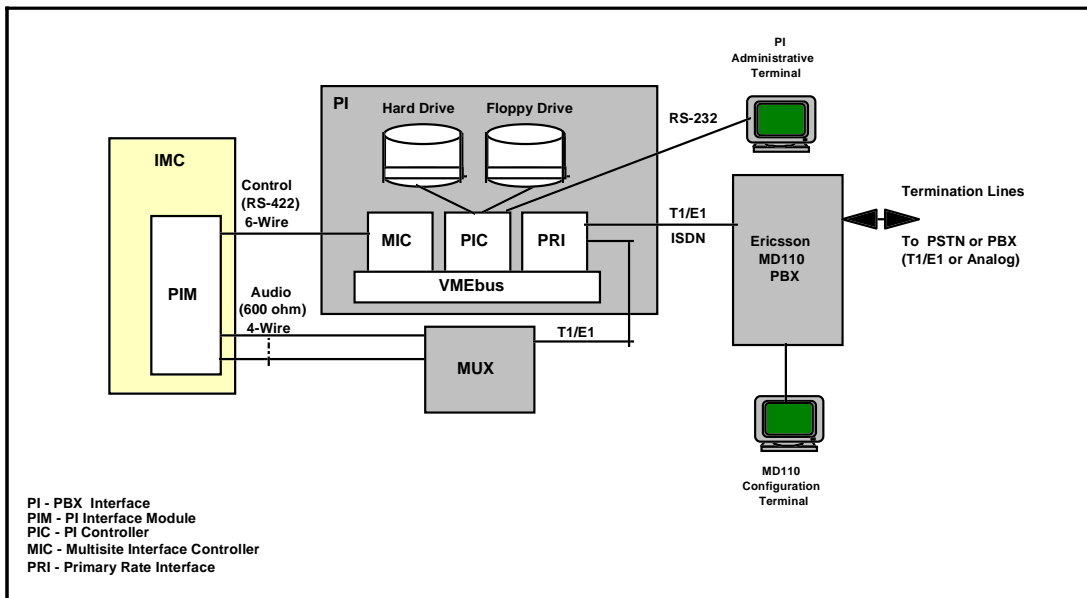 PI
Administrative
Terminal
PI
Hard Drive
Floppy Drive
RS-232
IMC
Control
(RS-422)
6-Wire
MIC
PIC
PRI
VMEbus
T1/E1
ISDN
Ericsson
MD110
PBX
Termination Lines
To PSTN or PBX
(T1/E1 or Analog)
PIM
Audio
(600 ohm)
4-Wire
T1/E1
MUX
MD110
Configuration
Terminal
PI - PBX Interface
PIM - PI Interface Module
PIC - PI Controller
MIC - Multisite Interface Controller
PRI - Primary Rate Interface